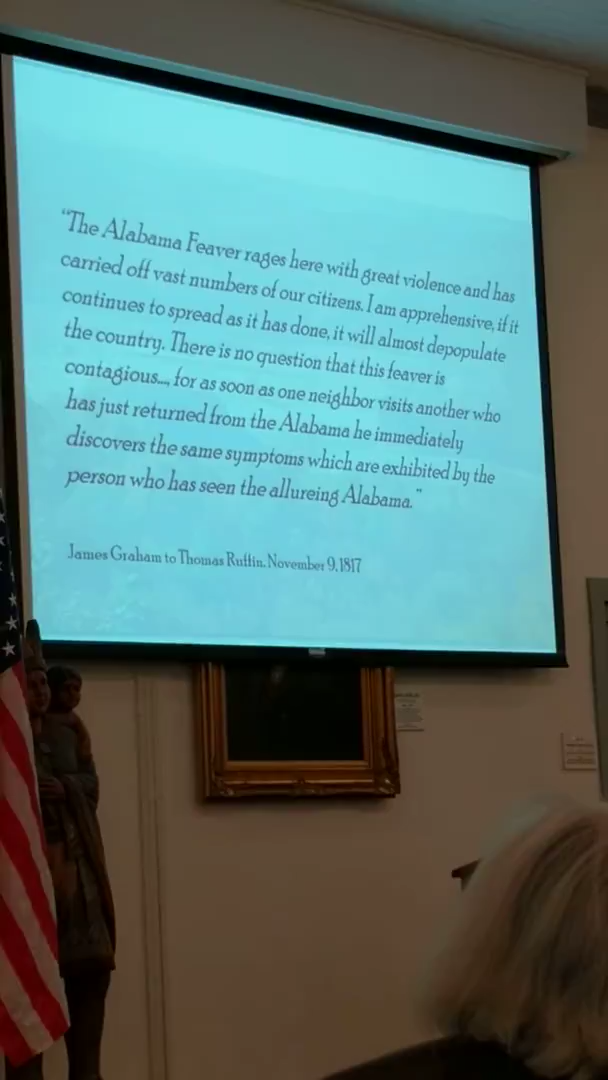 “The Alabama Feaver rages here with great violence and has
carried off vast numbers of our citizens. I am apprehensive, if it
continues to spread as it has done, it will almost depopulate
the country. There is no question that this feaver is
contagious..., for as soon as one neighbor visits another who
has just returned from the Alabama he immediately
discovers the same symptoms which are exhibited by the
person who has seen the allureing Alabama.”
James Graham to Thomas Ruffin, November 9, 1817